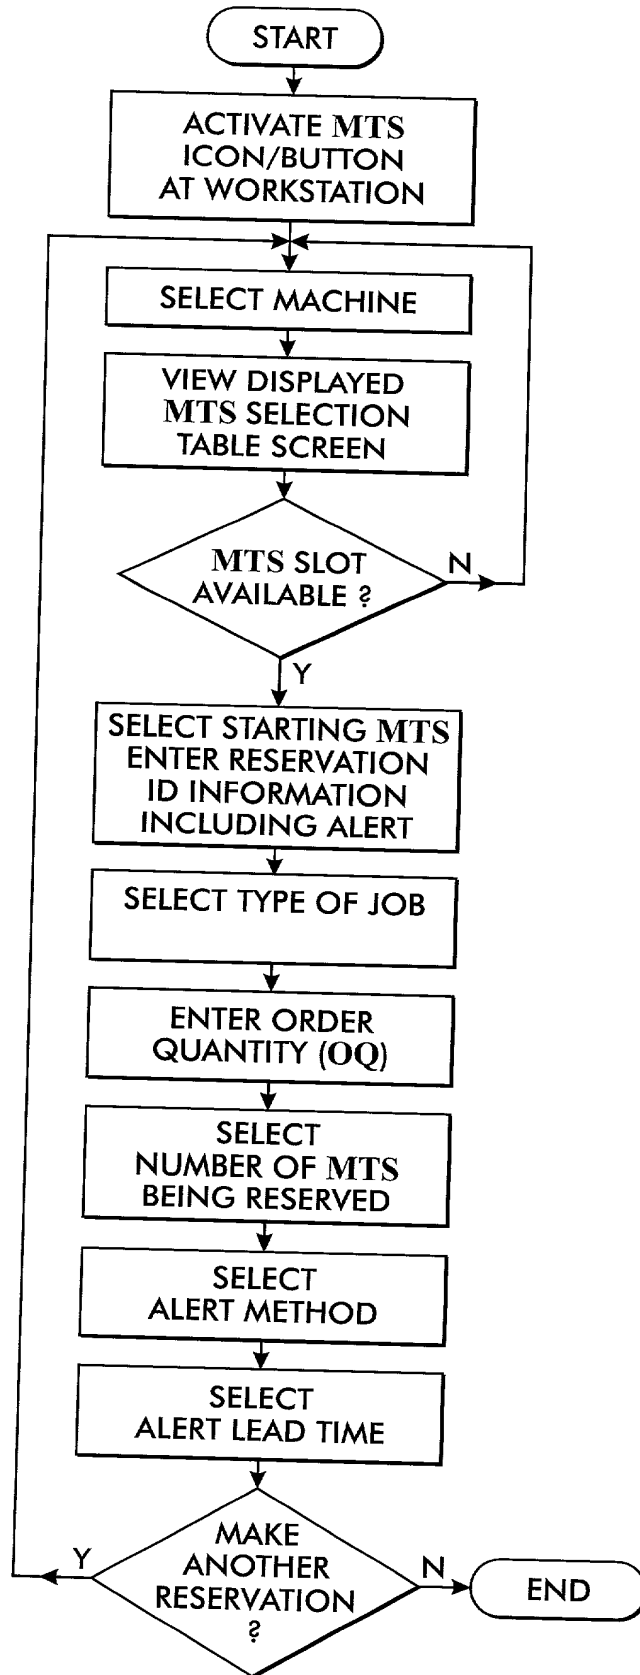 START
ACTIVATE MTS
ICON/BUTTON
AT WORKSTATION
SELECT MACHINE
VIEW DISPLAYED
MTS SELECTION
TABLE SCREEN
MTS SLOT
AVAILABLE ?
N
Y
SELECT STARTING MTS
ENTER RESERVATION
ID INFORMATION
INCLUDING ALERT
SELECT TYPE OF JOB
ENTER ORDER
QUANTITY (OQ)
SELECT
NUMBER OF MTS
BEING RESERVED
SELECT
ALERT METHOD
SELECT
ALERT LEAD TIME
MAKE
ANOTHER
RESERVATION
?
Y
N
END